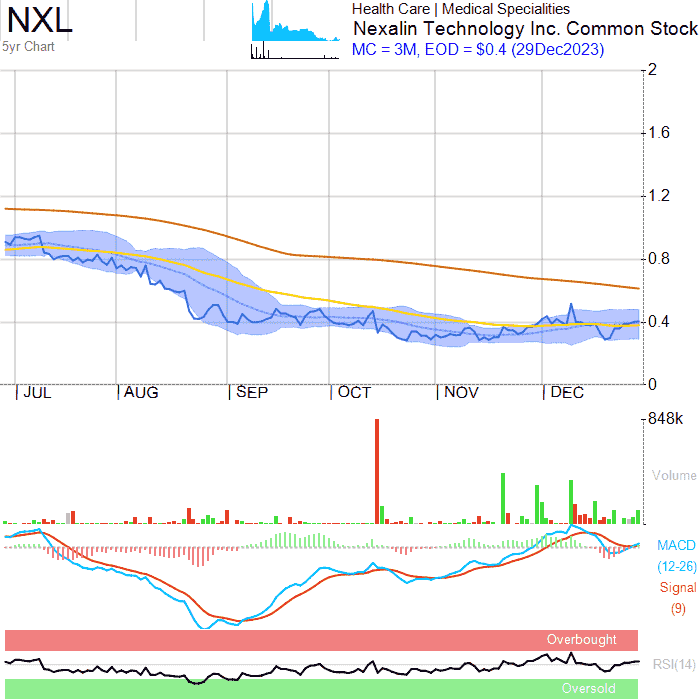 NXL
5yr Chart
Health Care | Medical Specialities
Nexalin Technology Inc. Common Stock
MC = 3M, EOD = $0.4 (29Dec2023)
2
1.6
1.2
0.8
0.4
0
JUL AUG SEP OCT NOV DEC
848k
Volume
MACD
(12-26)
Signal
(9)
Overbought
RSI(14)
Oversold